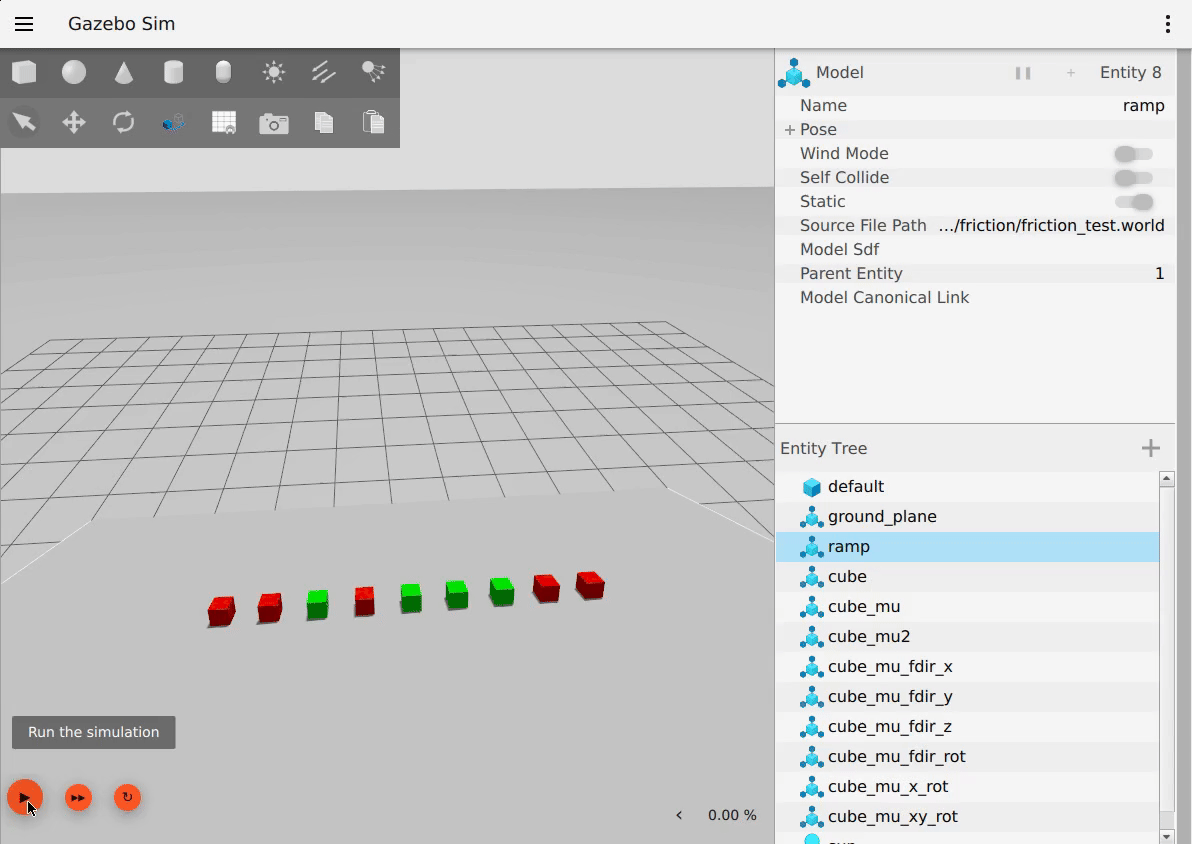 Gazebo Sim
Model
Entity 8
Name ramp
Pose
Wind Mode
Self Collide
Static
Source File Path .../friction/friction_test.world
Model Sdf
Parent Entity 1
Model Canonical Link
Entity Tree
default
ground_plane
ramp
cube
cube_mu
cube_mu2
cube_mu_fdir_x
cube_mu_fdir_y
cube_mu_fdir_z
cube_mu_fdir_rot
cube_mu_x_rot
cube_mu_xy_rot
Run the simulation
0.00 %